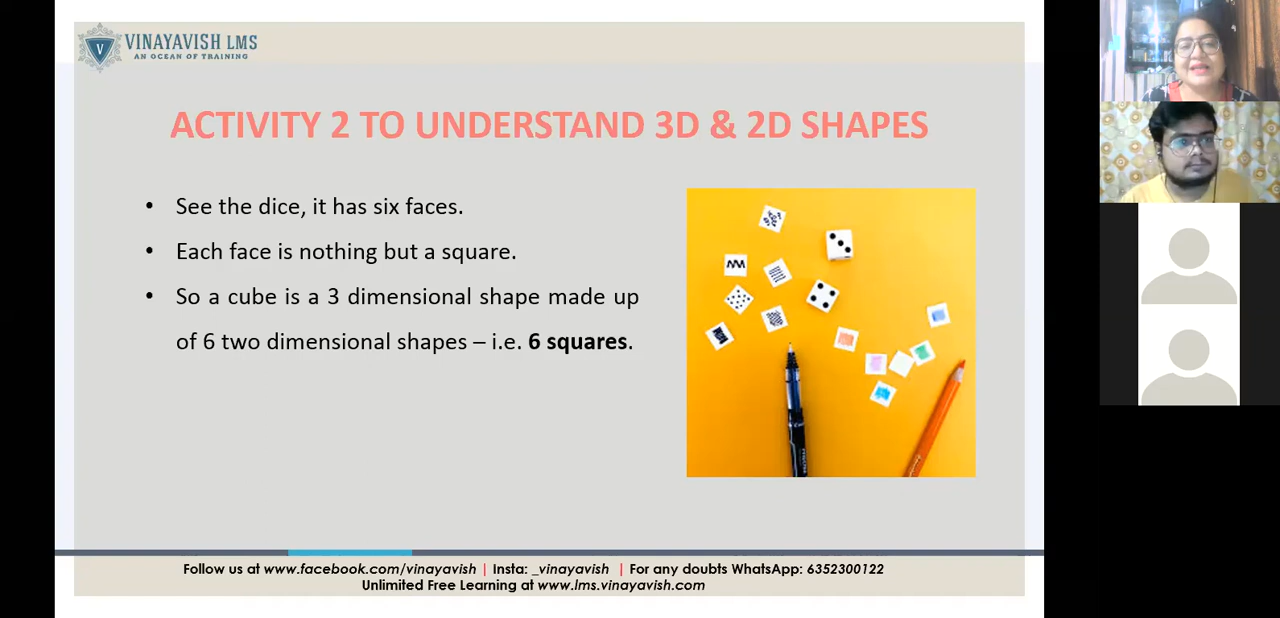 VINAYAVISH LMS
AN OCEAN OF TRAINING
ACTIVITY 2 TO UNDERSTAND 3D & 2D SHAPES
• See the dice, it has six faces.
• Each face is nothing but a square.
• So a cube is a 3 dimensional shape made up
of 6 two dimensional shapes – i.e. 6 squares.
Follow us at www.facebook.com/vinayavish | Insta: _vinayavish | For any doubts WhatsApp: 6352300122
Unlimited Free Learning at www.lms.vinayavish.com